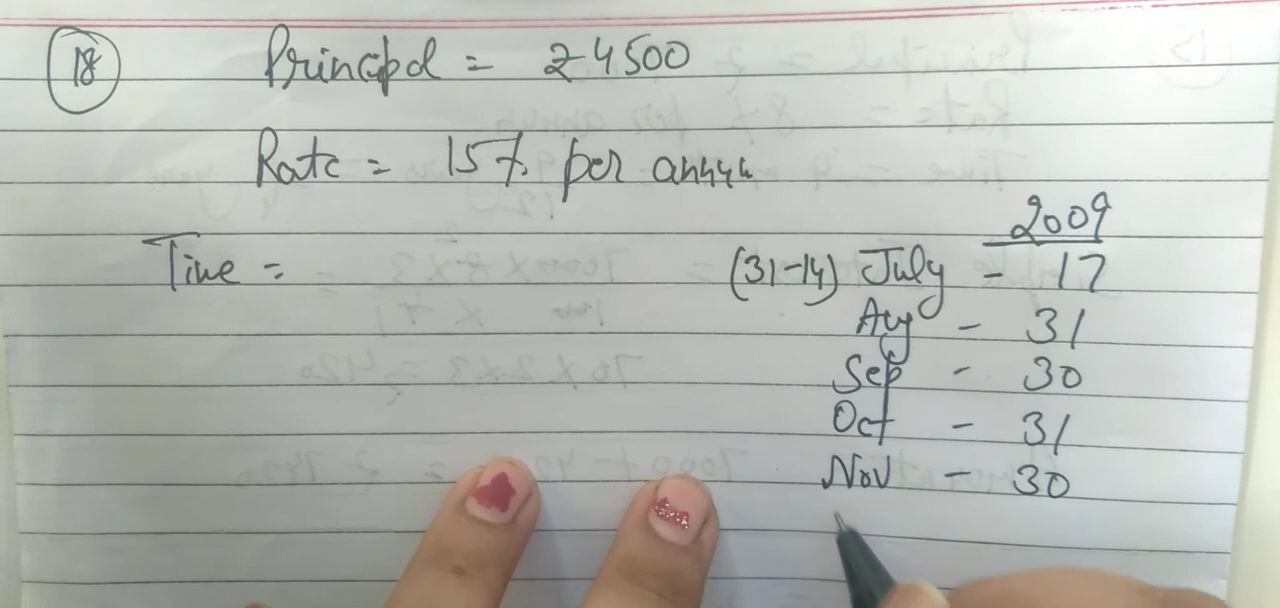 18 Principal = ₹4500
Rate = 15% per annum
2009
Time = (31-14) July - 17
Aug - 31
Sep - 30
Oct - 31
Nov - 30